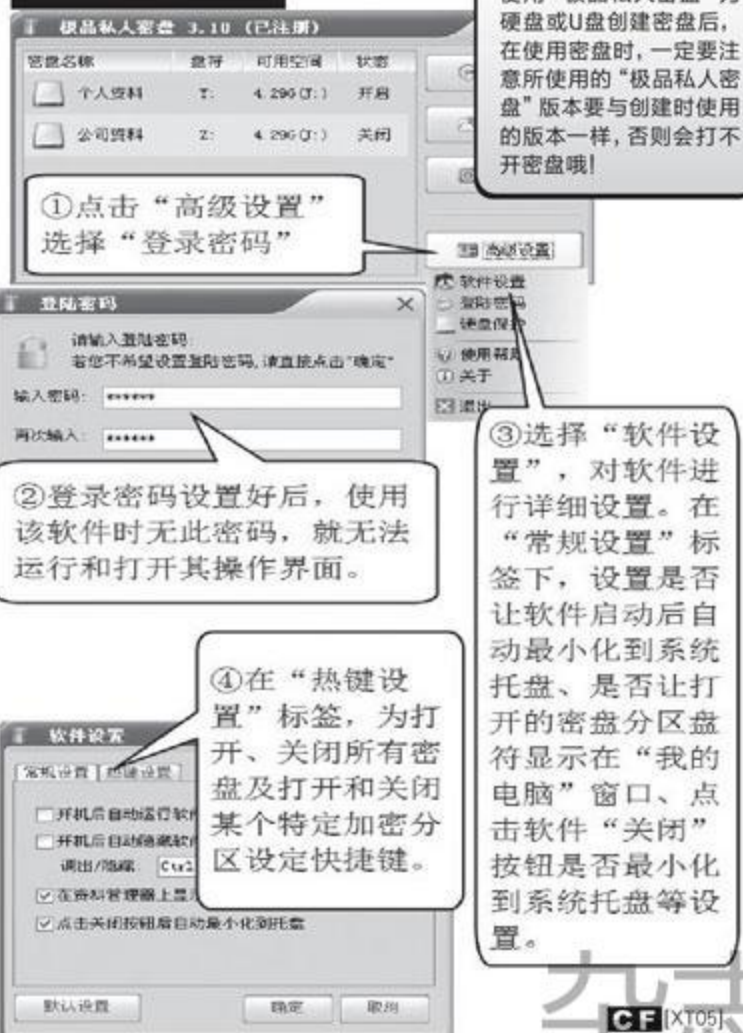 极品私人密盘 3.10 (已注册)
密盘名称 盘符 可用空间 状态
个人资料 Y: 4.29G(J:) 开启
公司资料 Z: 4.29G(J:) 关闭
硬盘或U盘创建密盘后，
在使用密盘时，一定要注
意所使用的“极品私人密
盘”版本要与创建时使用
的版本一样，否则会打不
开密盘哦！
①点击“高级设置”
选择“登录密码”
高级设置
软件设置
登陆密码
硬盘保护
使用帮助
关于
退出
登陆密码
请输入登陆密码:
若您不希望设置登陆密码,请直接点击"确定"
输入密码: ******
再次输入: ******
②登录密码设置好后，使用
该软件时无此密码，就无法
运行和打开其操作界面。
③选择“软件设
置”，对软件进
行详细设置。在
“常规设置”标
签下，设置是否
让软件启动后自
动最小化到系统
托盘、是否让打
开的密盘分区盘
符显示在“我的
电脑”窗口、点
击软件“关闭”
按钮是否最小化
到系统托盘等设
置。
④在“热键设
置”标签，为打
开、关闭所有密
盘及打开和关闭
某个特定加密分
区设定快捷键。
软件设置
常规设置 热键设置
开机后自动运行软件
开机后自动隐藏软件
调出/隐藏: Ctrl
在资料管理器上显示
点击关闭按钮后自动最小化到托盘
默认设置 确定 取消
CF [XT05]